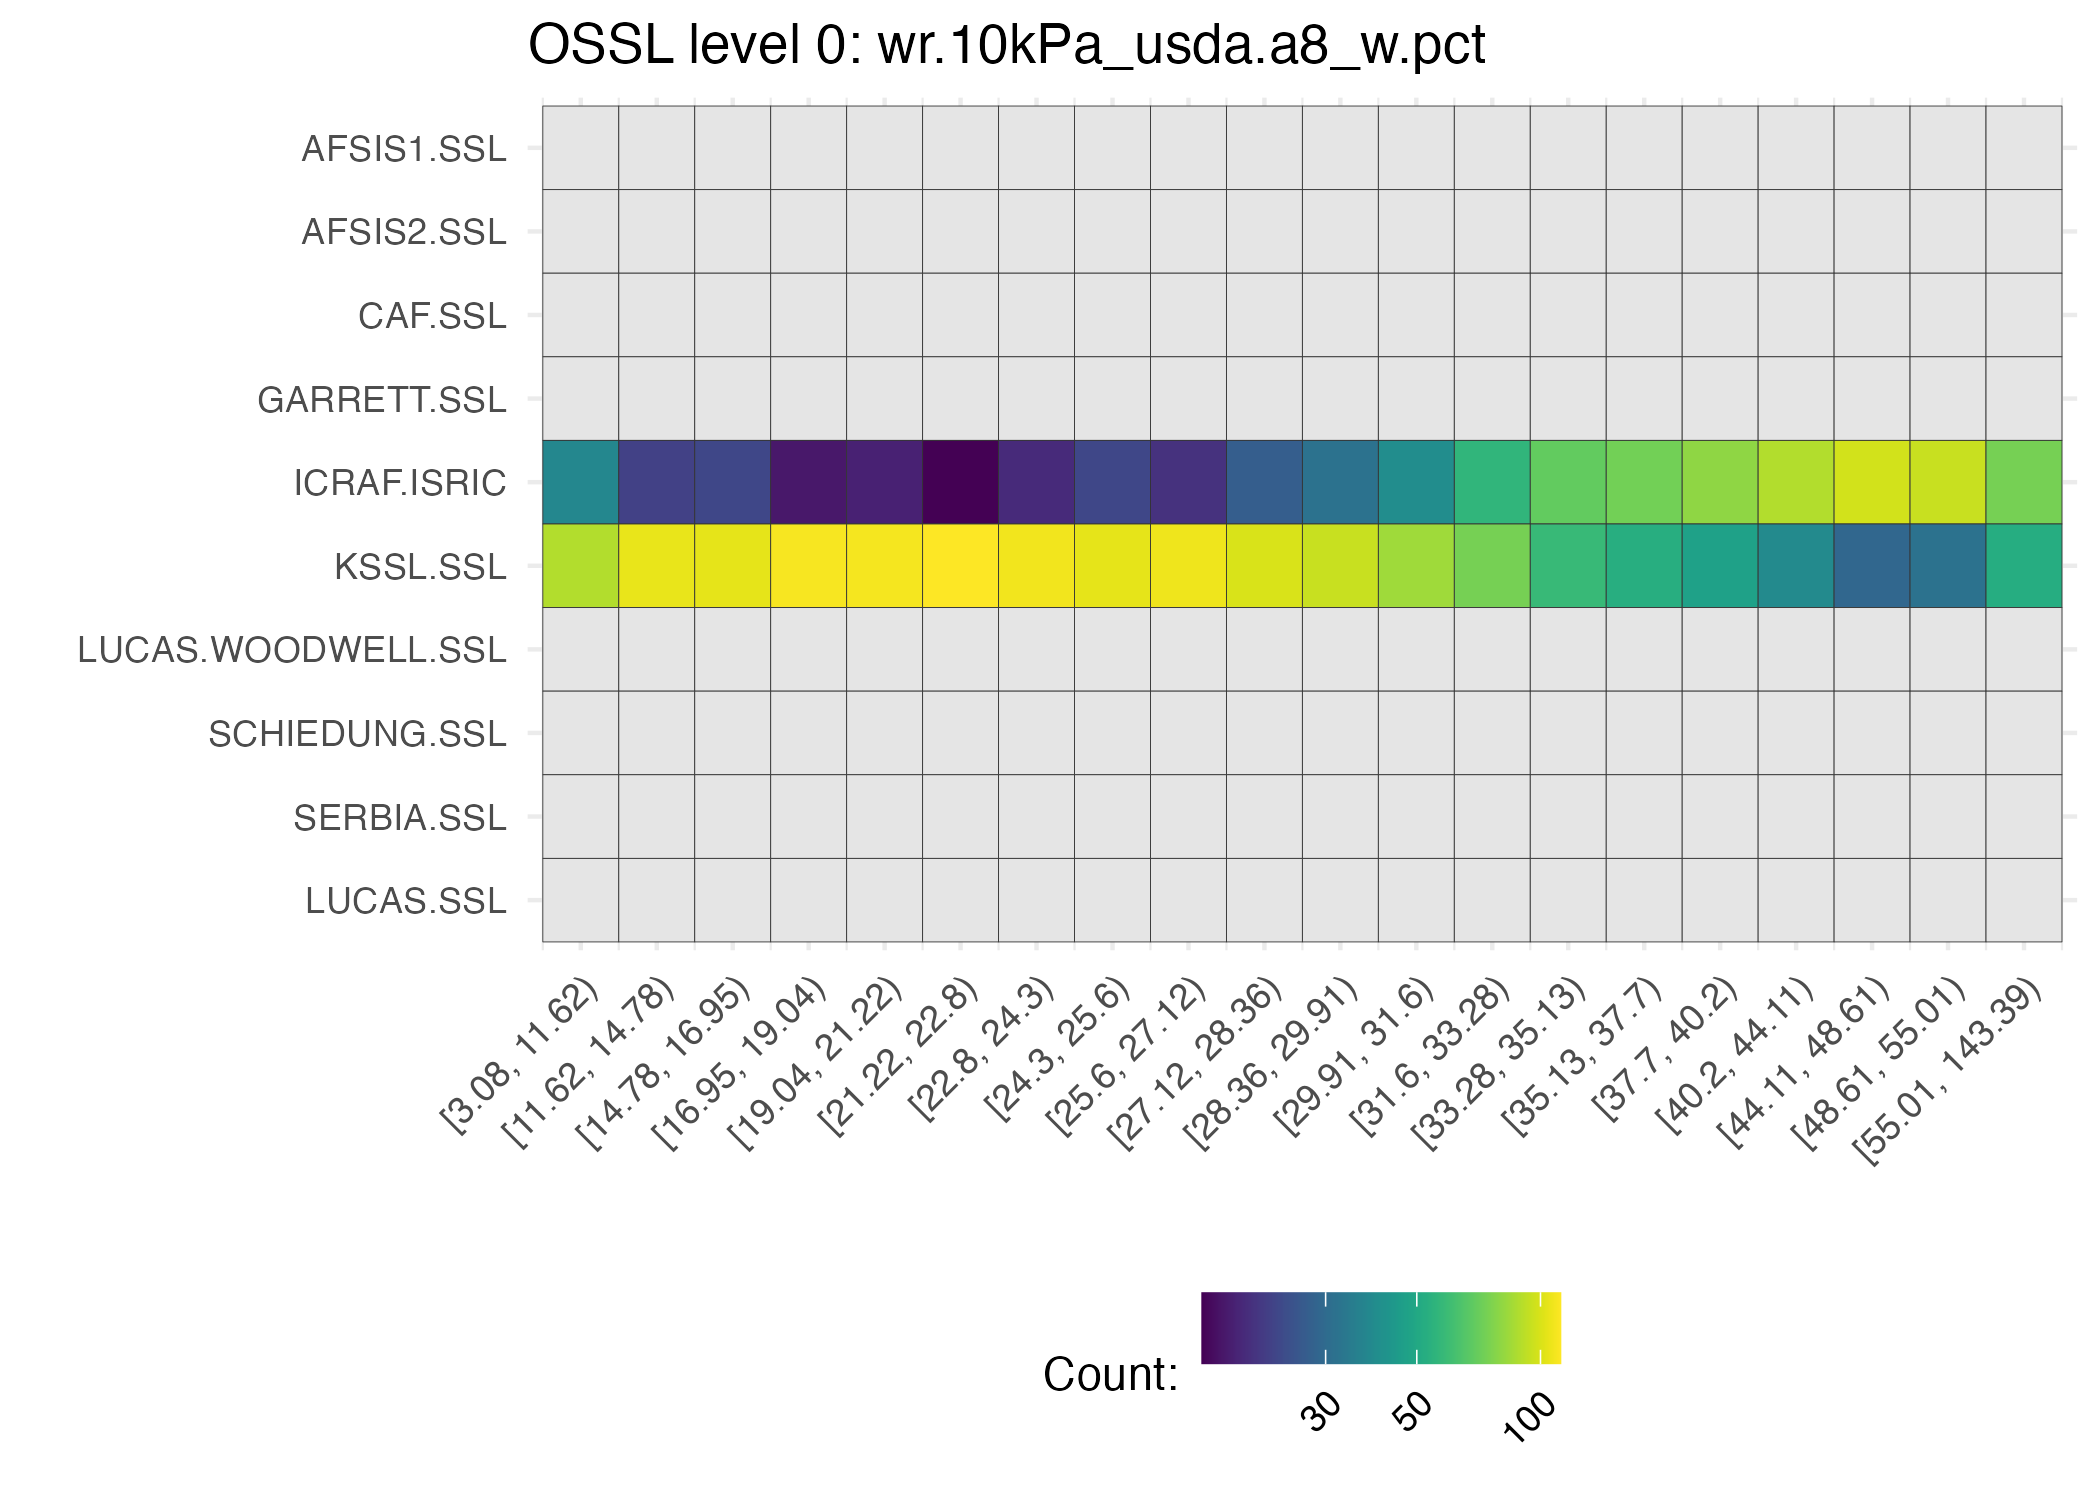 OSSL level 0: wr.10kPa_usda.a8_w.pct
AFSIS1.SSL
AFSIS2.SSL
CAF.SSL
GARRETT.SSL
ICRAF.ISRIC
KSSL.SSL
LUCAS.WOODWELL.SSL
SCHIEDUNG.SSL
SERBIA.SSL
LUCAS.SSL
[3.08, 11.62)
[11.62, 14.78)
[14.78, 16.95)
[16.95, 19.04)
[19.04, 21.22)
[21.22, 22.8)
[22.8, 24.3)
[24.3, 25.6)
[25.6, 27.12)
[27.12, 28.36)
[28.36, 29.91)
[29.91, 31.6)
[31.6, 33.28)
[33.28, 35.13)
[35.13, 37.7)
[37.7, 40.2)
[40.2, 44.11)
[44.11, 48.61)
[48.61, 55.01)
[55.01, 143.39)
Count:
30
50
100